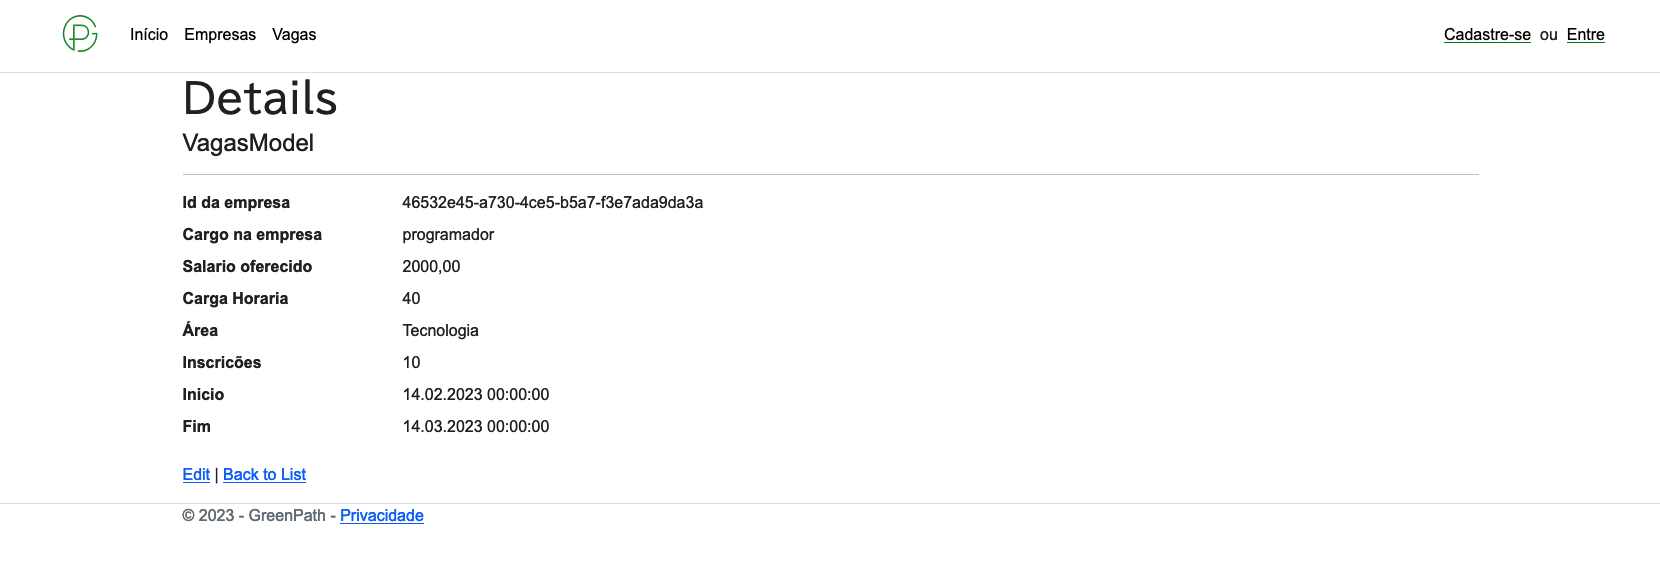 Início Empresas Vagas Cadastre-se ou Entre
Details
VagasModel
Id da empresa 46532e45-a730-4ce5-b5a7-f3e7ada9da3a
Cargo na empresa programador
Salario oferecido 2000,00
Carga Horaria 40
Área Tecnologia
Inscricões 10
Inicio 14.02.2023 00:00:00
Fim 14.03.2023 00:00:00
Edit | Back to List
© 2023 - GreenPath - Privacidade